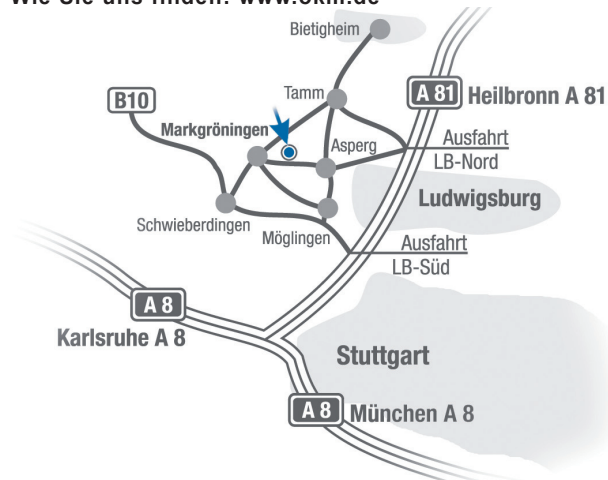 Wie Sie uns finden: www.okm.de
Bietigheim
Tamm
B10
A 81 Heilbronn A 81
Markgröningen
Asperg
Ausfahrt
LB-Nord
Ludwigsburg
Schwieberdingen
Möglingen
Ausfahrt
LB-Süd
A 8
Karlsruhe A 8
Stuttgart
A 8 München A 8